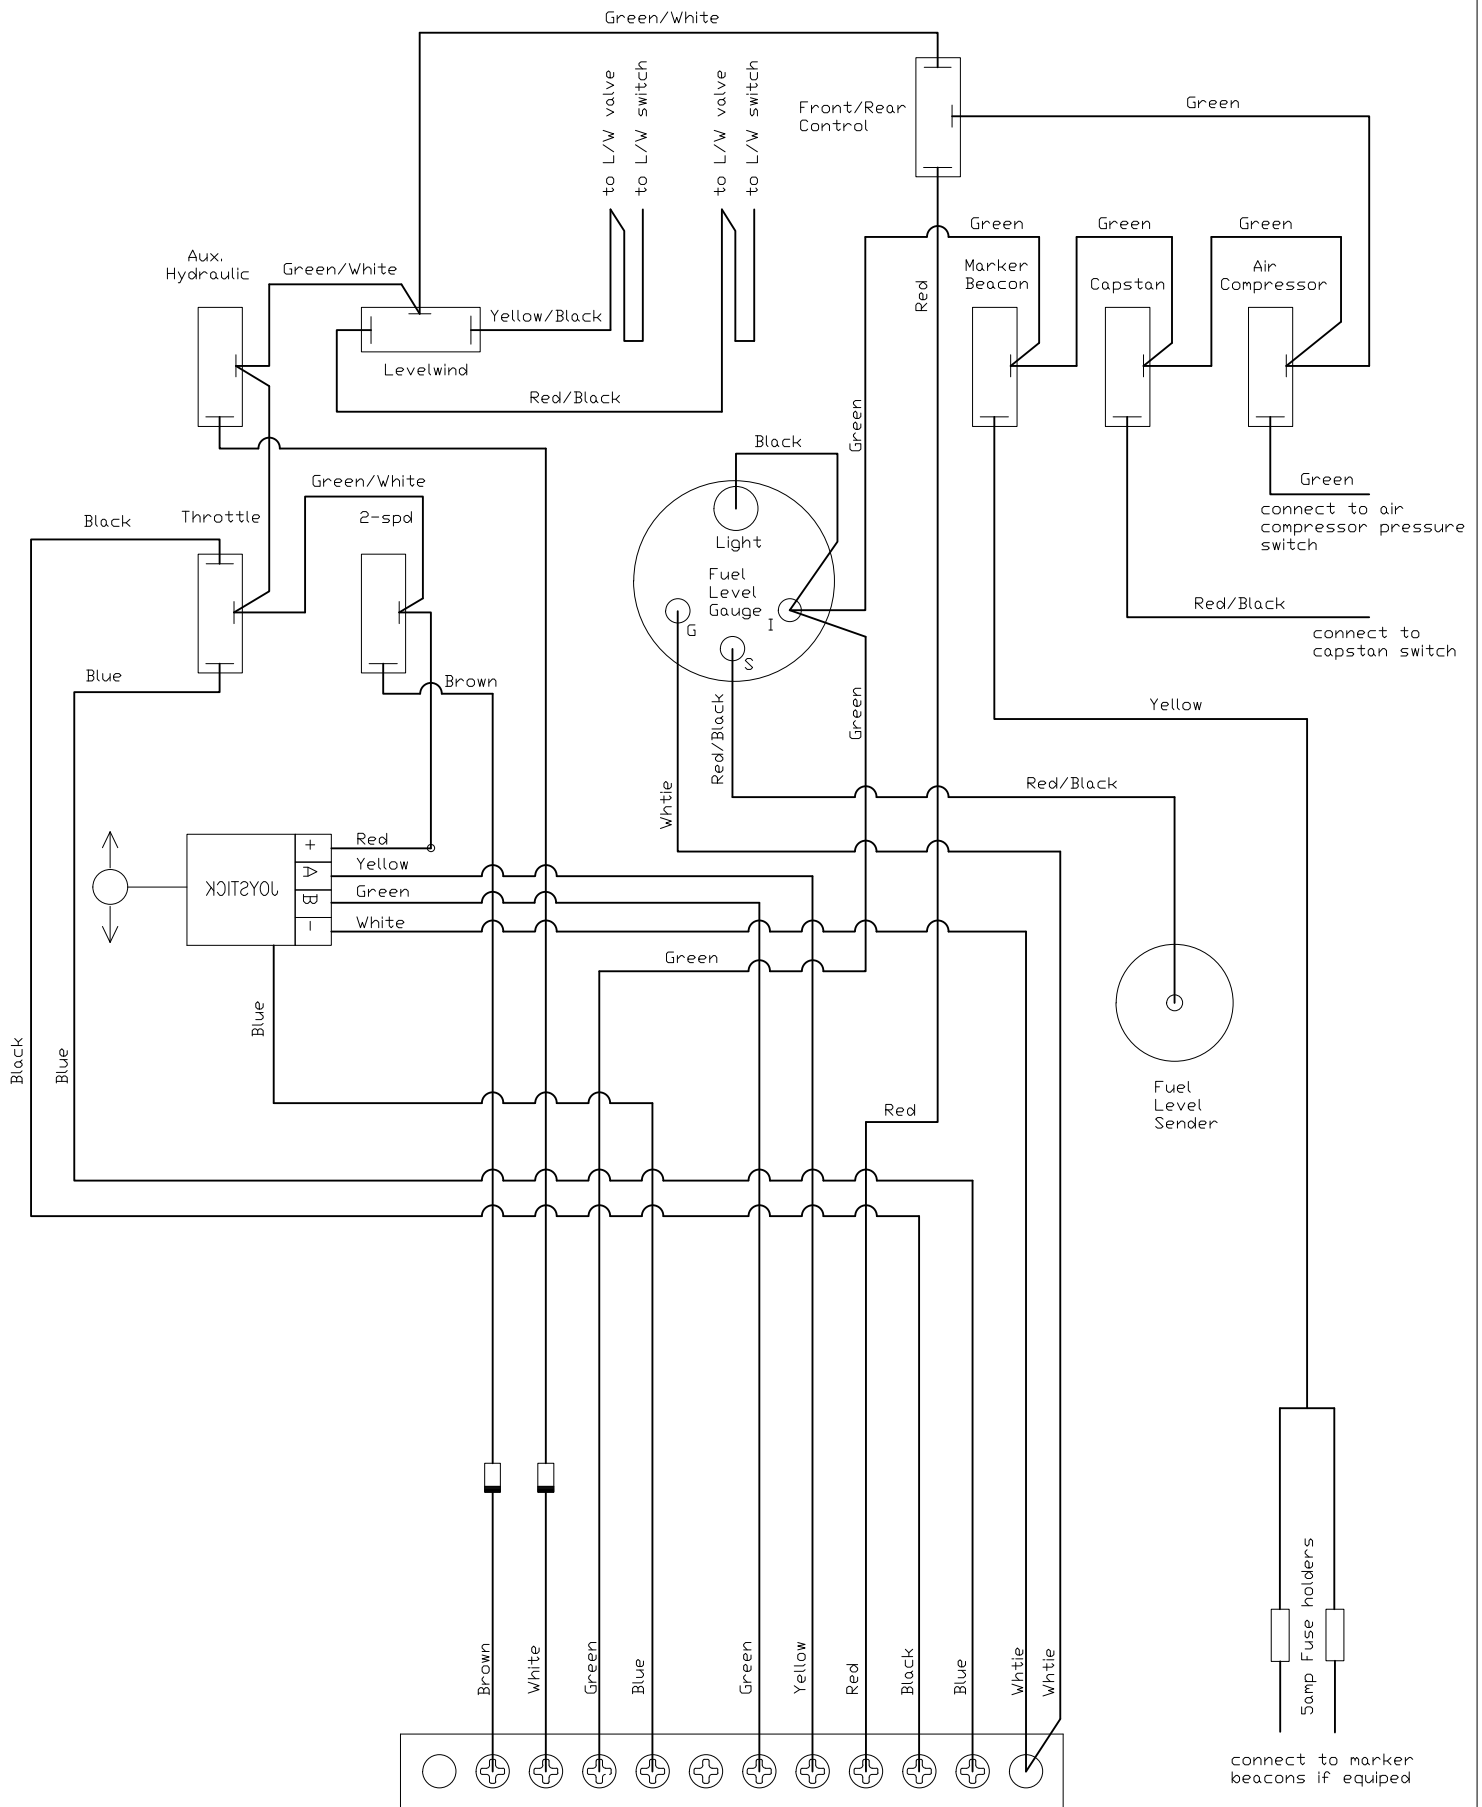 Green/White
to L/W valve
to L/W switch
to L/W valve
to L/W switch
Front/Rear
Control
Green
Aux.
Hydraulic
Green/White
Yellow/Black
Levelwind
Red/Black
Red
Green
Green
Green
Marker
Beacon
Capstan
Air
Compressor
Green
Black
Green/White
Throttle
2-spd
Black
Light
Fuel
Level
Gauge
G
I
S
Green
connect to air
compressor pressure
switch
Red/Black
connect to
capstan switch
Blue
Brown
Whtie
Red/Black
Green
Yellow
Red/Black
JOYSTICK
+
A
B
-
Red
Yellow
Green
White
Green
Blue
Black
Blue
Red
Fuel
Level
Sender
Brown
White
Green
Blue
Green
Yellow
Red
Black
Blue
Whtie
Whtie
5amp Fuse holders
connect to marker
beacons if equiped